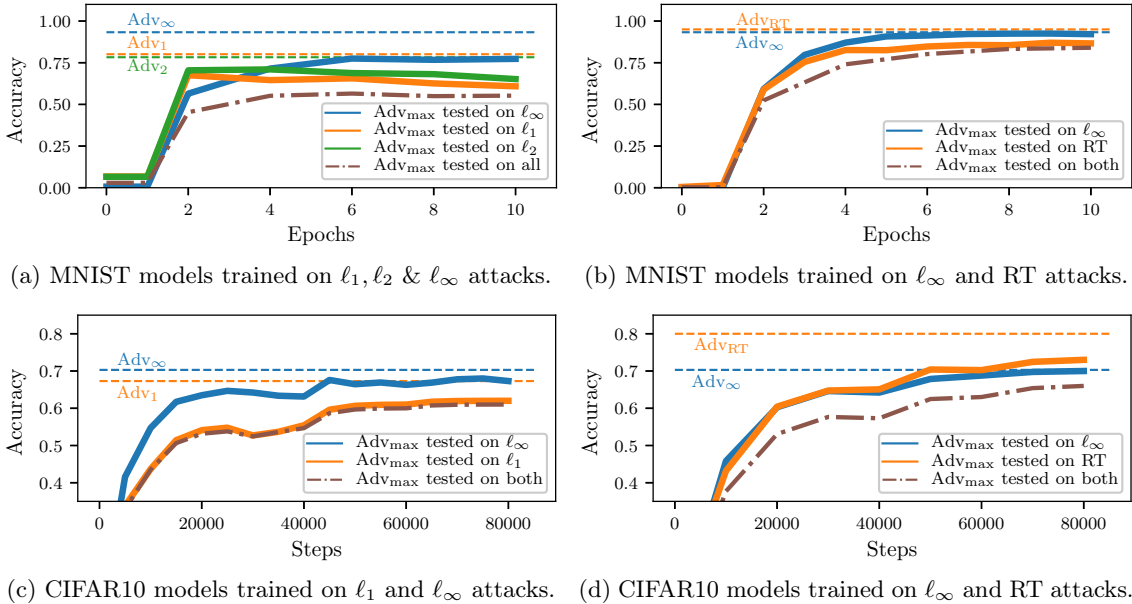 1.00
0.75
0.50
0.25
0.00
Accuracy
Adv∞
Adv1
Adv2
Advmax tested on ℓ∞
Advmax tested on ℓ1
Advmax tested on ℓ2
Advmax tested on all
0 2 4 6 8 10
Epochs
(a) MNIST models trained on ℓ1, ℓ2 & ℓ∞ attacks.
1.00
0.75
0.50
0.25
0.00
Accuracy
AdvRT
Adv∞
Advmax tested on ℓ∞
Advmax tested on RT
Advmax tested on both
0 2 4 6 8 10
Epochs
(b) MNIST models trained on ℓ∞ and RT attacks.
0.8
0.7
0.6
0.5
0.4
Accuracy
Adv∞
Adv1
Advmax tested on ℓ∞
Advmax tested on ℓ1
Advmax tested on both
0 20000 40000 60000 80000
Steps
(c) CIFAR10 models trained on ℓ1 and ℓ∞ attacks.
0.8
0.7
0.6
0.5
0.4
Accuracy
AdvRT
Adv∞
Advmax tested on ℓ∞
Advmax tested on RT
Advmax tested on both
0 20000 40000 60000 80000
Steps
(d) CIFAR10 models trained on ℓ∞ and RT attacks.